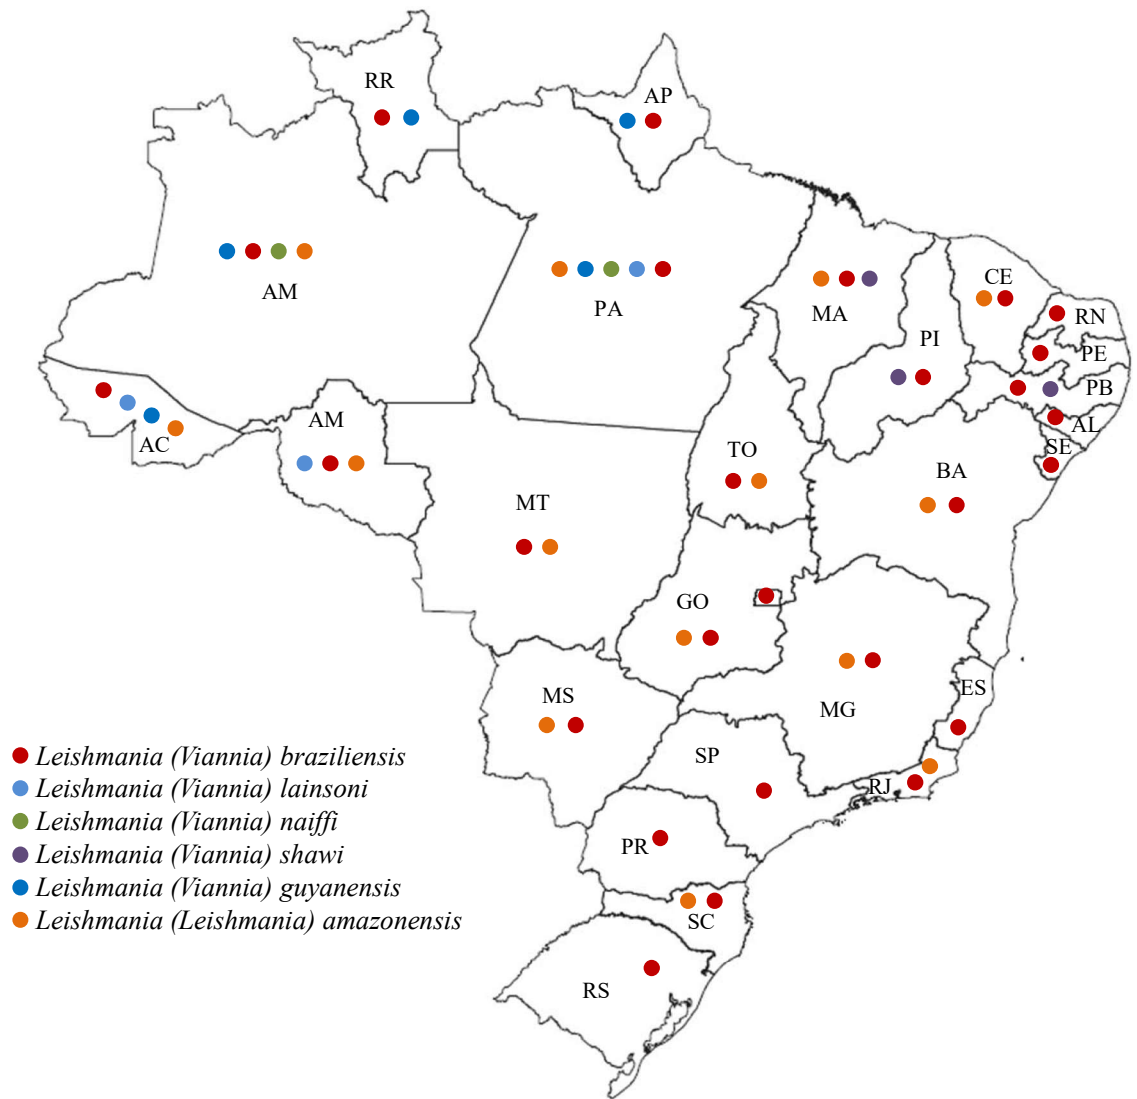 RR
AP
AM
PA
MA
CE
RN
PI
PE
PB
AL
AC
AM
TO
SE
BA
MT
GO
ES
MS
MG
SP
RJ
PR
SC
RS
Leishmania (Viannia) braziliensis
Leishmania (Viannia) lainsoni
Leishmania (Viannia) naiffi
Leishmania (Viannia) shawi
Leishmania (Viannia) guyanensis
Leishmania (Leishmania) amazonensis